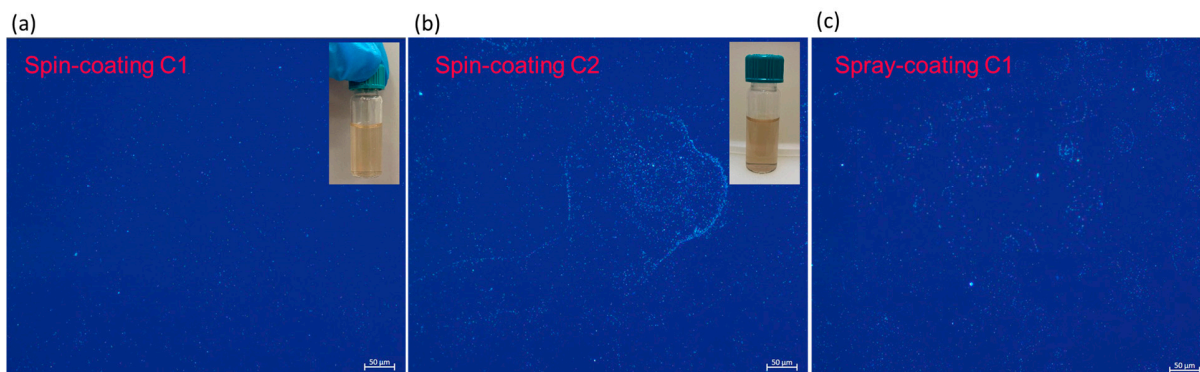 (a)
Spin-coating C1
50 µm
(b)
Spin-coating C2
50 µm
(c)
Spray-coating C1
50 µm